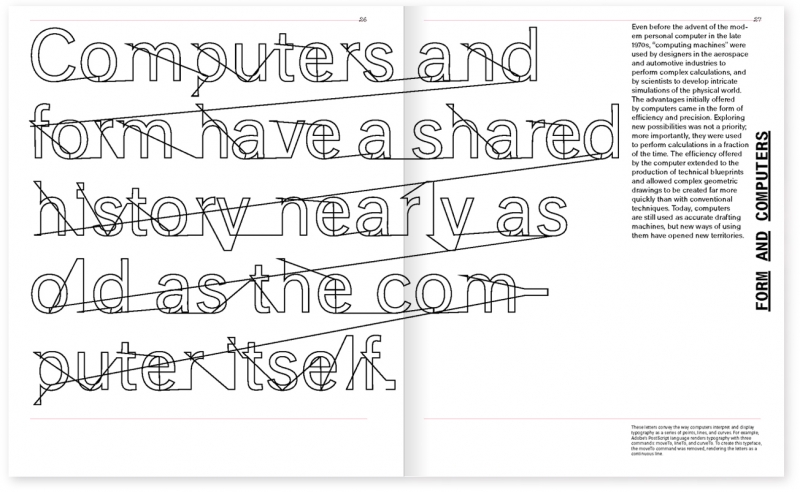 26
Computers and
form have a shared
history nearly as
old as the com-
puter itself.
27
Even before the advent of the mod-
ern personal computer in the late
1970s, “computing machines” were
used by designers in the aerospace
and automotive industries to
perform complex calculations, and
by scientists to develop intricate
simulations of the physical world.
The advantages initially offered
by computers came in the form of
efficiency and precision. Exploring
new possibilities was not a priority;
more importantly, they were used
to perform calculations in a fraction
of the time. The efficiency offered
by the computer extended to the
production of technical blueprints
and allowed complex geometric
drawings to be created far more
quickly than with conventional
techniques. Today, computers
are still used as accurate drafting
machines, but new ways of using
them have opened new territories.
FORM AND COMPUTERS
These letters convey the way computers interpret and display
typography as a series of points, lines, and curves. For example,
Adobe's PostScript language renders typography with three
commands: moveTo, lineTo, and curveTo. To create this typeface,
the moveTo command was removed, rendering the letters as a
continuous line.